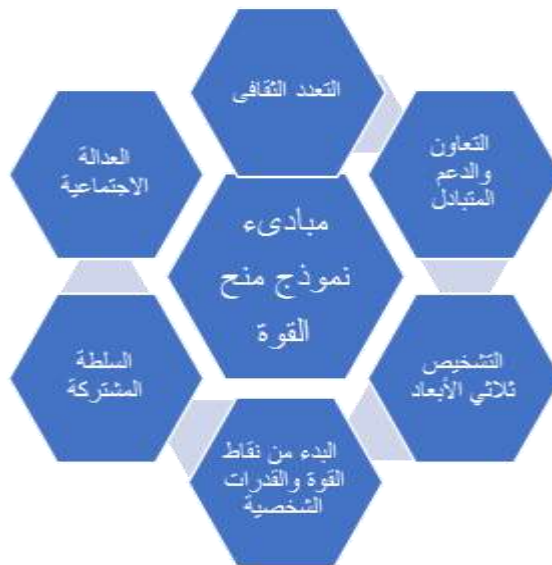 التعدد الثقافى
التعاون
والدعم
المتبادل
التشخيص
ثلاثي الأبعاد
البدء من نقاط
القوة والقدرات
الشخصية
السلطة
المشتركة
العدالة
الاجتماعية
مبادىء
نموذج منح
القوة